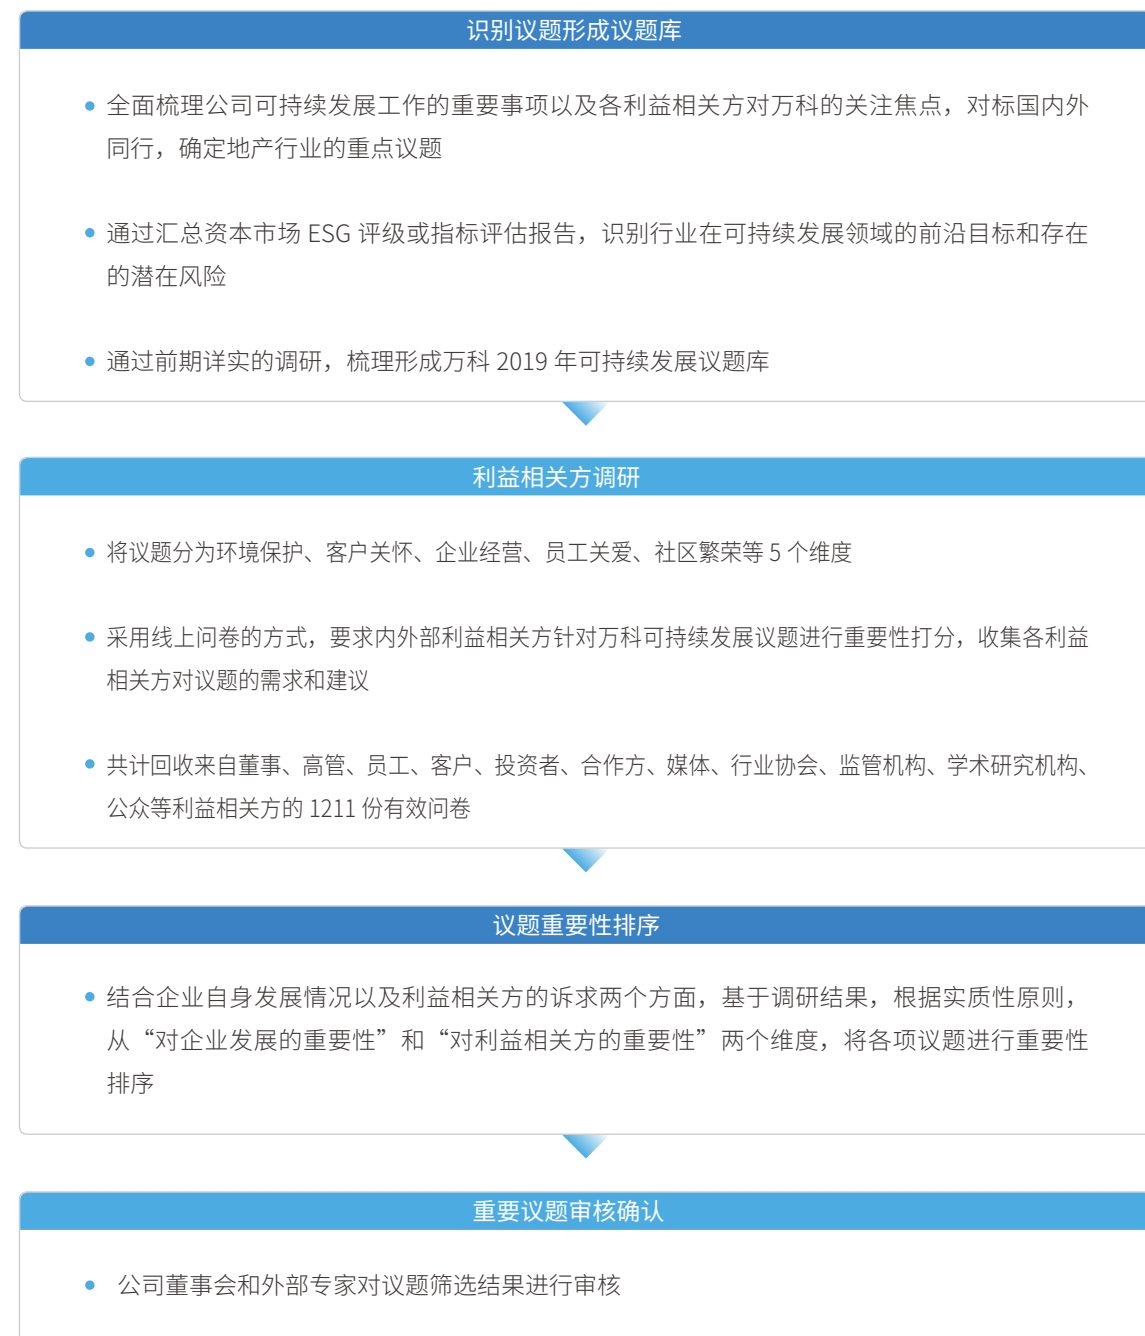 识别议题形成议题库
全面梳理公司可持续发展工作的重要事项以及各利益相关方对万科的关注焦点，对标国内外
同行，确定地产行业的重点议题
通过汇总资本市场 ESG 评级或指标评估报告，识别行业在可持续发展领域的前沿目标和存在
的潜在风险
通过前期详实的调研，梳理形成万科 2019 年可持续发展议题库
利益相关方调研
将议题分为环境保护、客户关怀、企业经营、员工关爱、社区繁荣等 5 个维度
采用线上问卷的方式，要求内外部利益相关方针对万科可持续发展议题进行重要性打分，收集各利益
相关方对议题的需求和建议
共计回收来自董事、高管、员工、客户、投资者、合作方、媒体、行业协会、监管机构、学术研究机构、
公众等利益相关方的 1211 份有效问卷
议题重要性排序
结合企业自身发展情况以及利益相关方的诉求两个方面，基于调研结果，根据实质性原则，
从“对企业发展的重要性”和“对利益相关方的重要性”两个维度，将各项议题进行重要性
排序
重要议题审核确认
公司董事会和外部专家对议题筛选结果进行审核